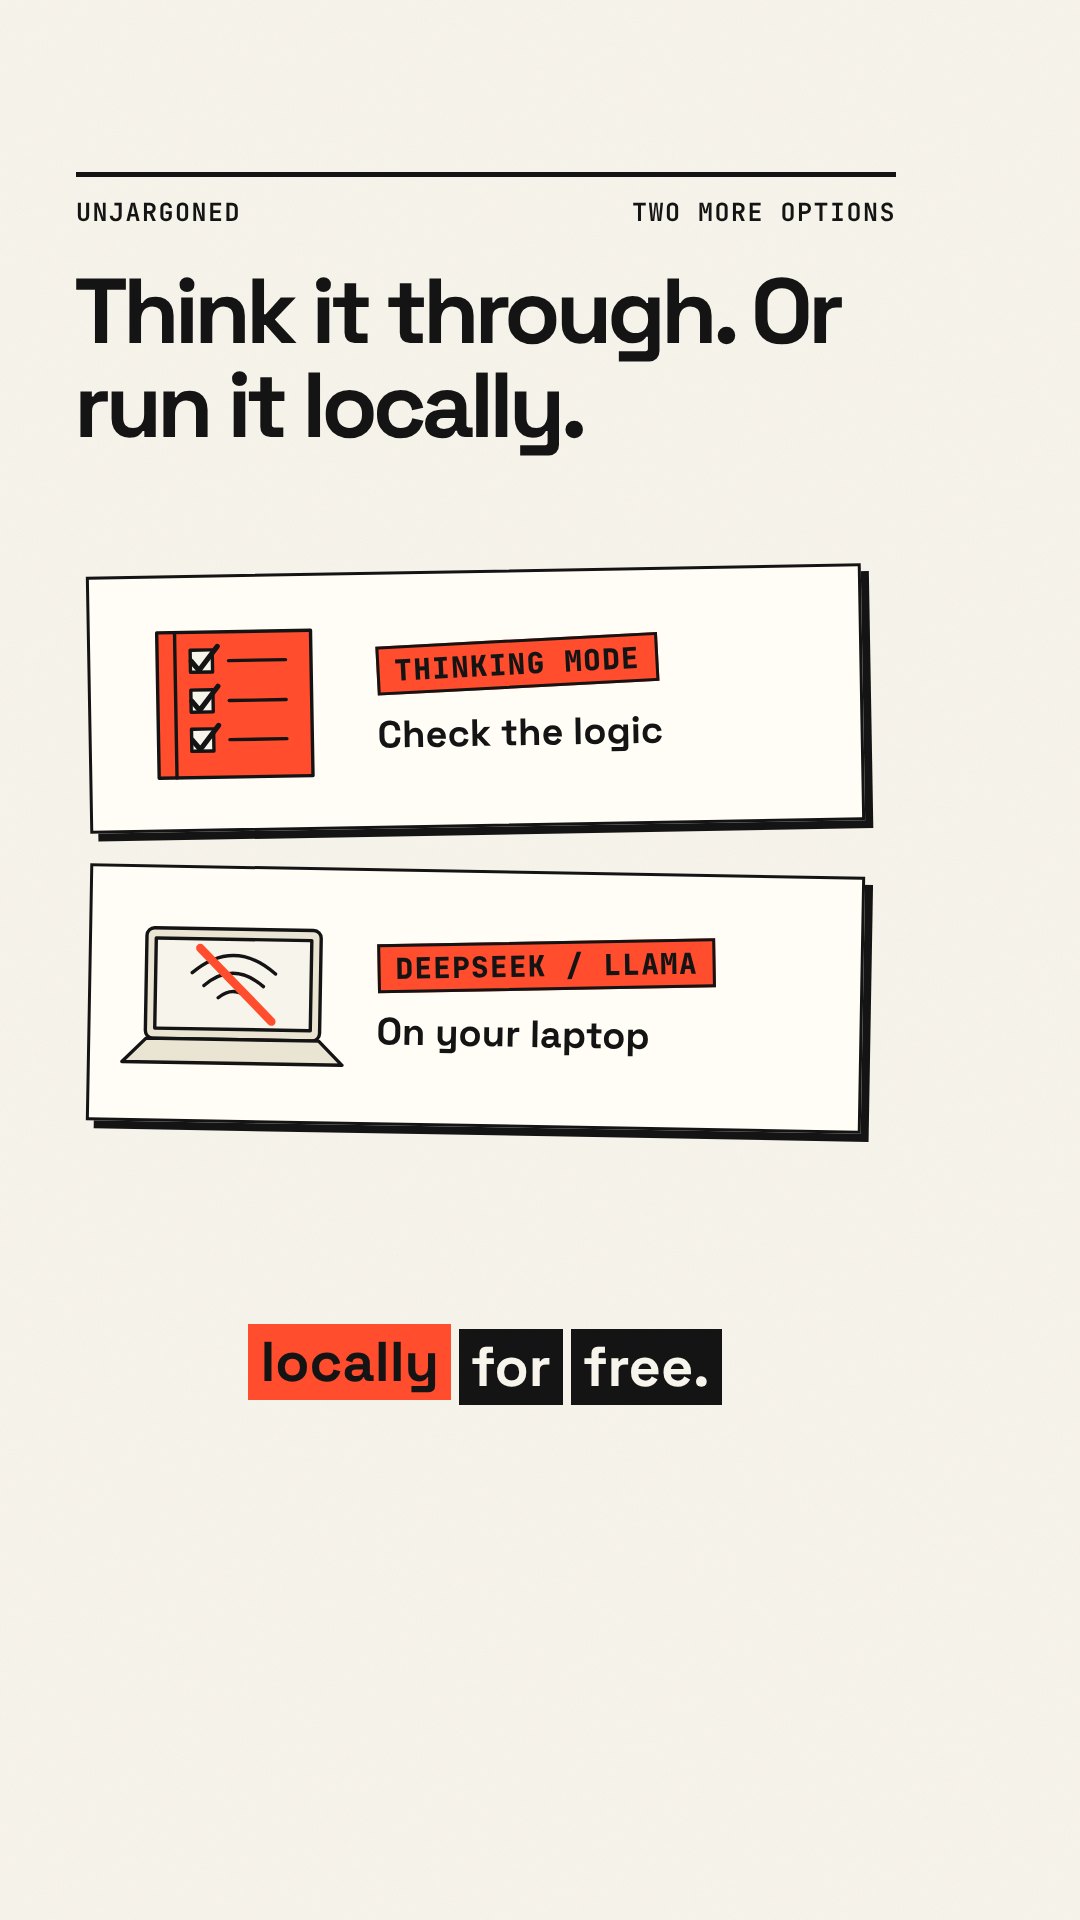 UNJARGONED
TWO MORE OPTIONS
Think it through. Or
run it locally.
THINKING MODE
Check the logic
DEEPSEEK / LLAMA
On your laptop
locally for free.